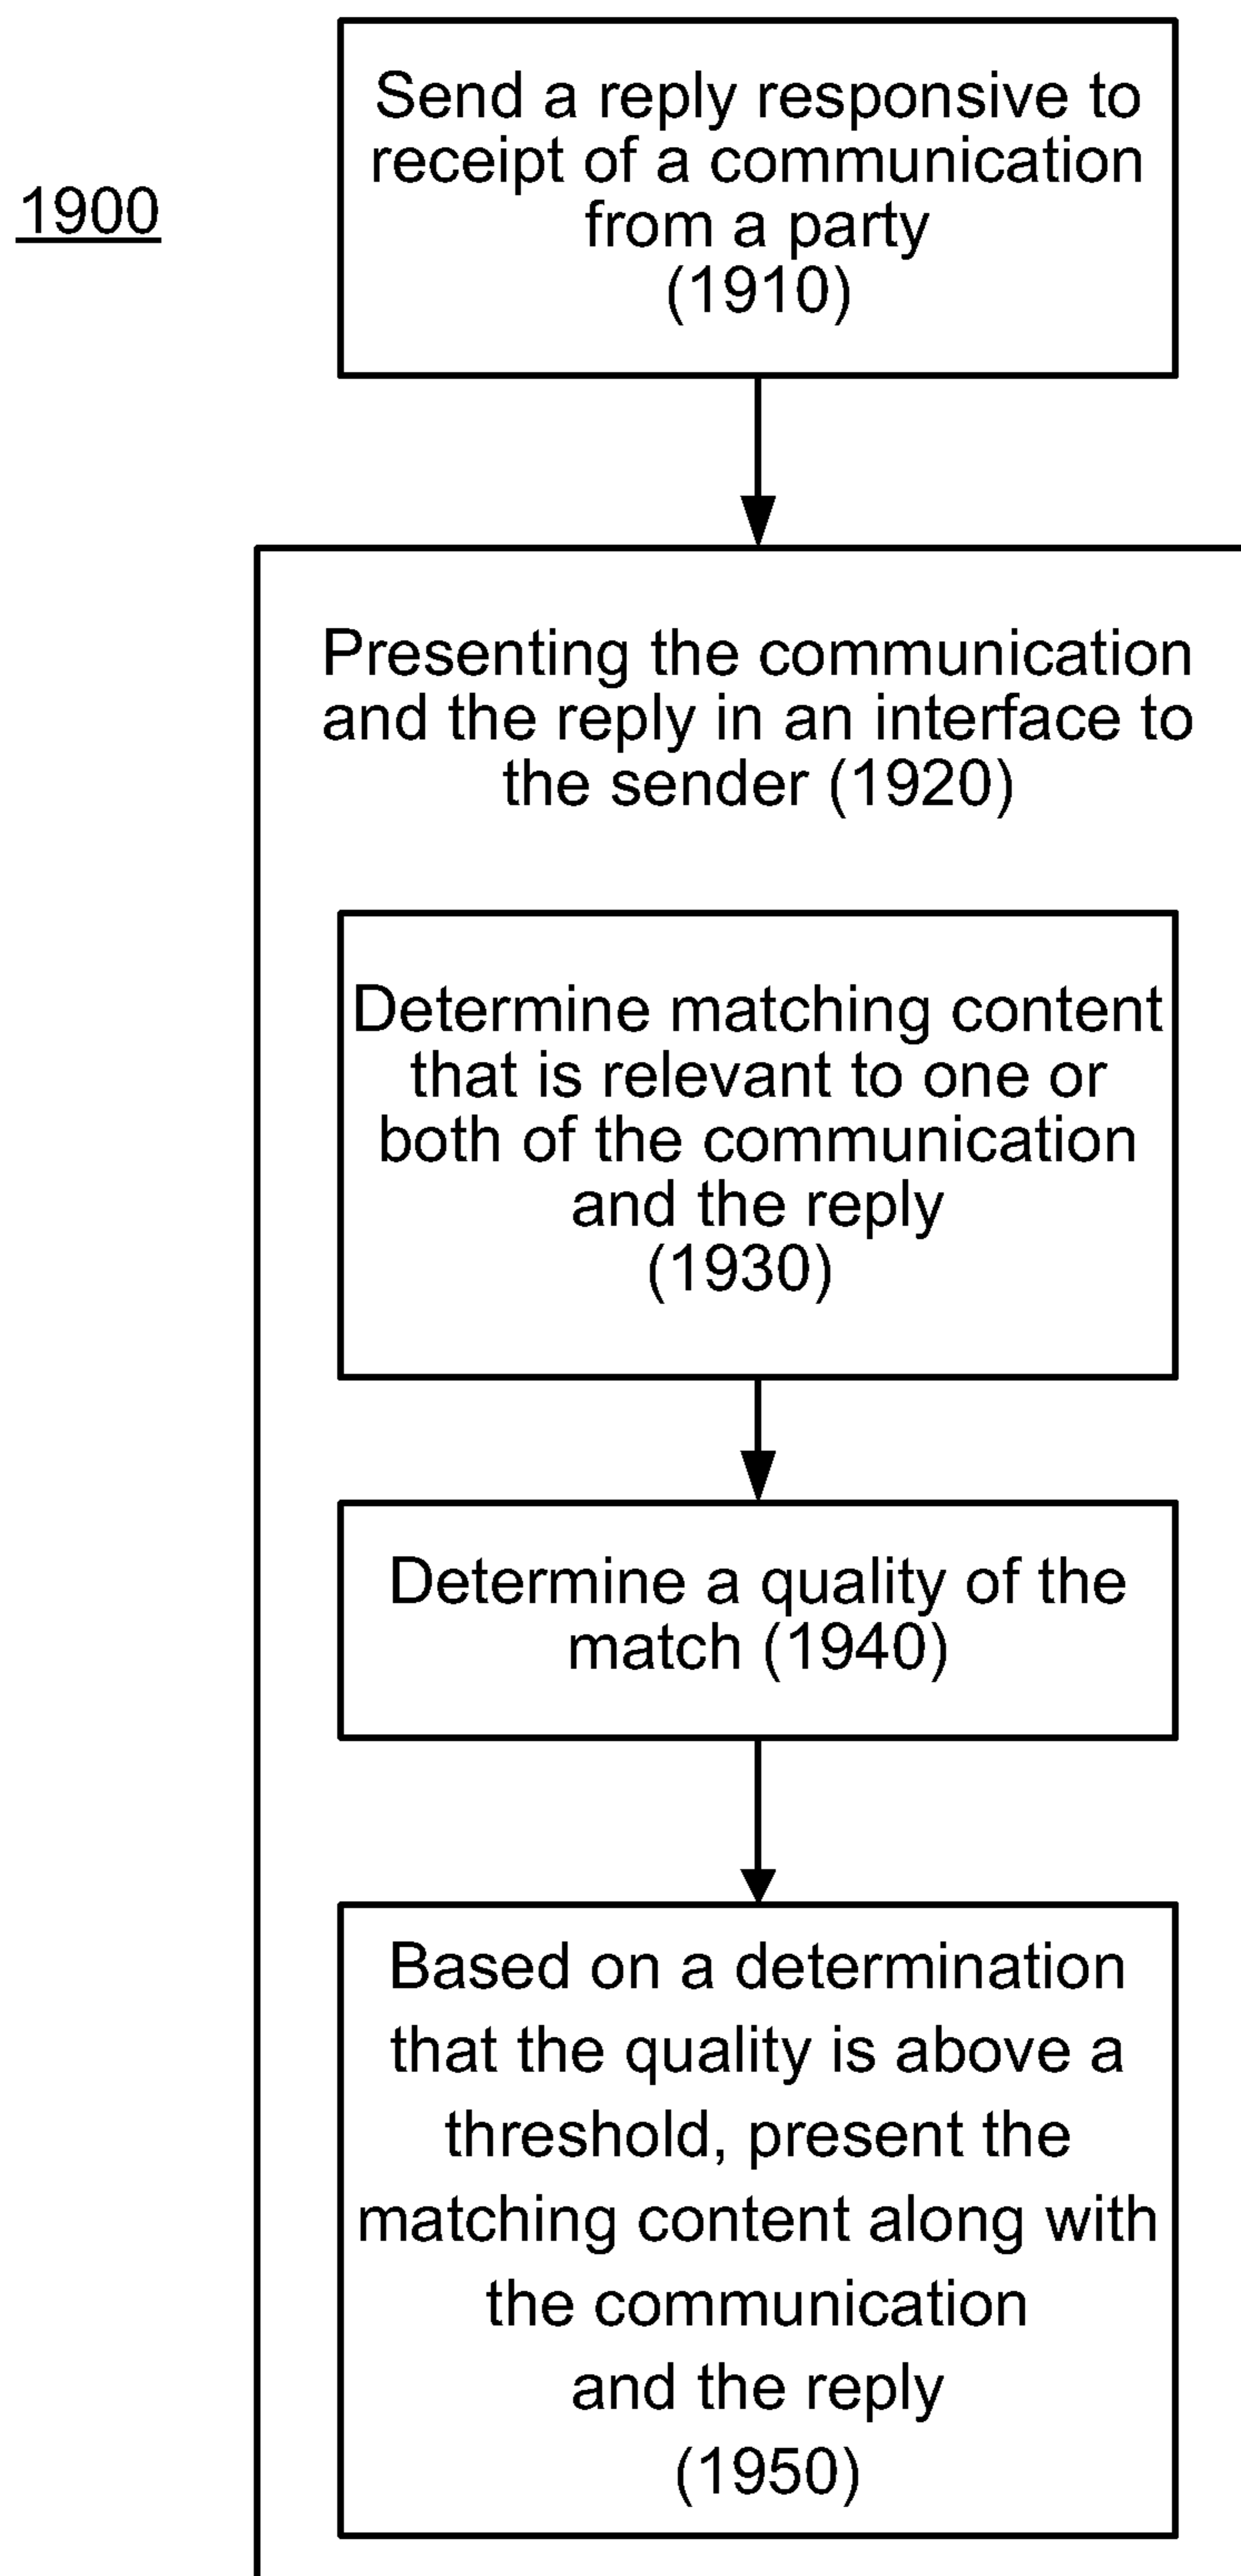 Send a reply responsive to
receipt of a communication
from a party
(1910)
1900
Presenting the communication
and the reply in an interface to
the sender (1920)
Determine matching content
that is relevant to one or
both of the communication
and the reply
(1930)
Determine a quality of the
match (1940)
Based on a determination
that the quality is above a
threshold, present the
matching content along with
the communication
and the reply
(1950)